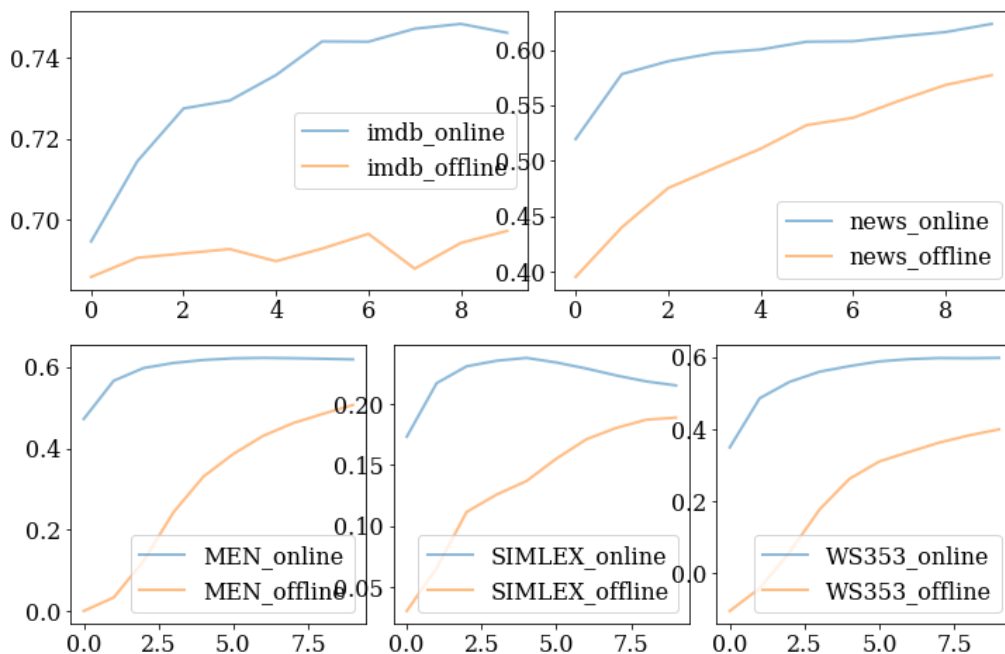 0.74
0.72
0.70
imdb_online
imdb_offline
0 2 4 6 8
0.60
0.55
0.50
0.45
0.40
news_online
news_offline
0 2 4 6 8
0.6
0.4
0.2
0.0
MEN_online
MEN_offline
0.0 2.5 5.0 7.5
0.20
0.15
0.10
0.05
SIMLEX_online
SIMLEX_offline
0.0 2.5 5.0 7.5
0.6
0.4
0.2
0.0
WS353_online
WS353_offline
0.0 2.5 5.0 7.5